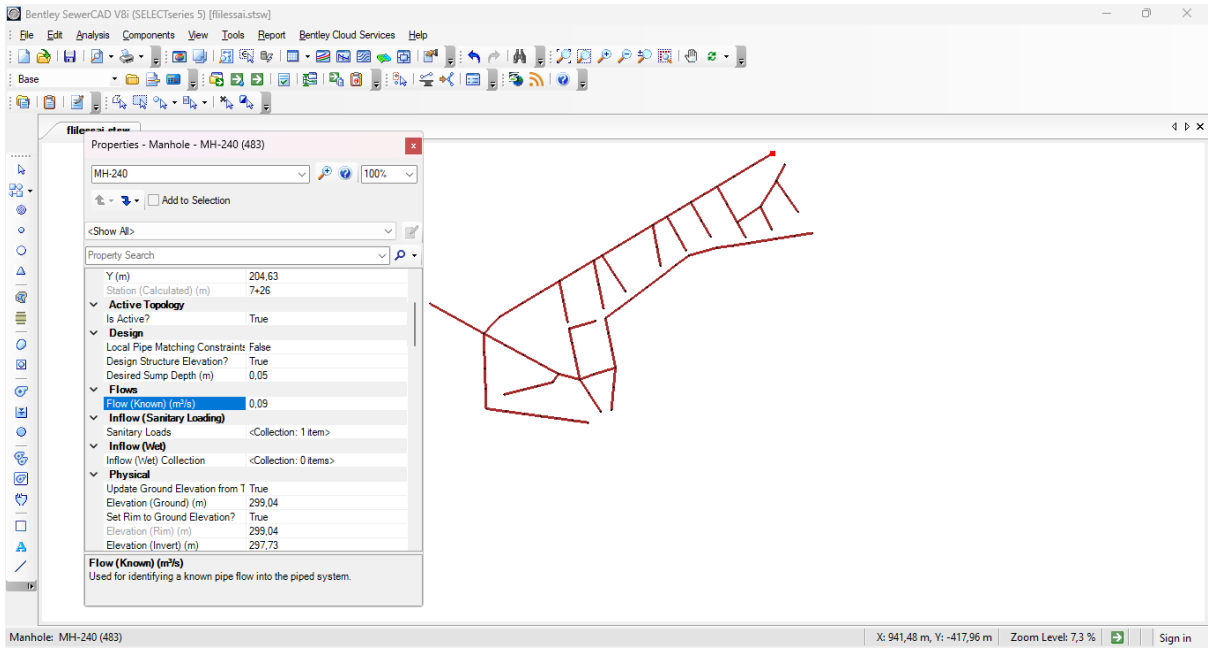 Bentley SewerCAD V8i (SELECTseries 5) [flilessai.stsw]
File Edit Analysis Components View Tools Report Bentley Cloud Services Help
Base
flilessai.stsw
Properties - Manhole - MH-240 (483)
x
MH-240
100%
Add to Selection
<Show All>
Property Search
Y (m) 204,63
Station (Calculated) (m) 7+26
Active Topology
Is Active? True
Design
Local Pipe Matching Constraints False
Design Structure Elevation? True
Desired Sump Depth (m) 0,05
Flows
Flow (Known) (m³/s) 0,09
Inflow (Sanitary Loading)
Sanitary Loads <Collection: 1 item>
Inflow (Wet)
Inflow (Wet) Collection <Collection: 0 items>
Physical
Update Ground Elevation from T True
Elevation (Ground) (m) 299,04
Set Rim to Ground Elevation? True
Elevation (Rim) (m) 299,04
Elevation (Invert) (m) 297,73
Flow (Known) (m³/s)
Used for identifying a known pipe flow into the piped system.
Manhole: MH-240 (483)
X: 941,48 m, Y: -417,96 m Zoom Level: 7,3 % Sign in